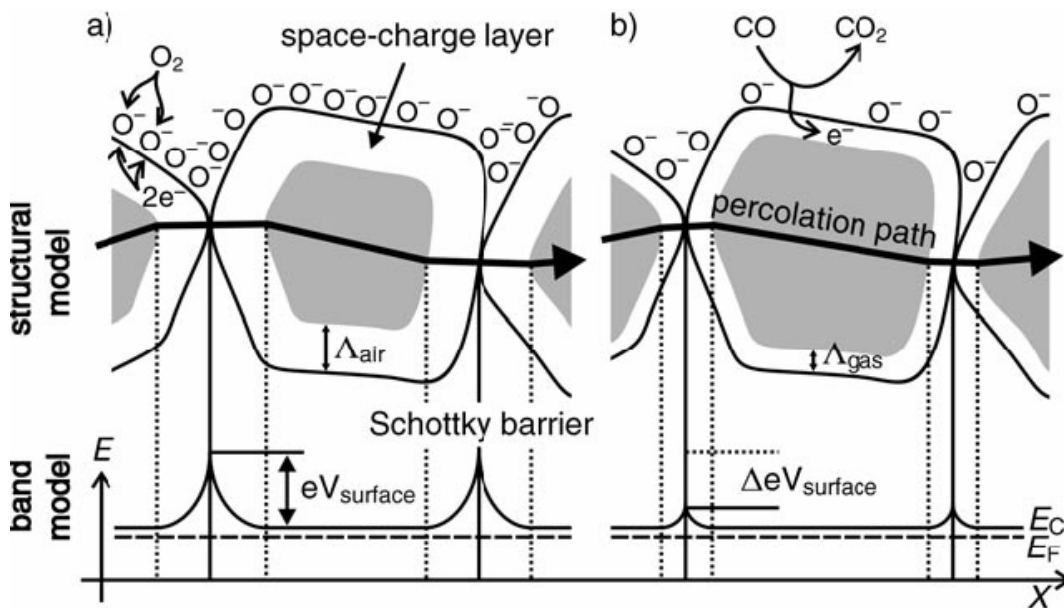 a)
space-charge layer
O₂
O⁻ O⁻ O⁻ O⁻ O⁻ O⁻ ⁻O O⁻ O⁻ O⁻ O⁻ O⁻ O⁻ ⁻O O⁻ O⁻ O⁻ O⁻
2e⁻
Λair
b)
CO
CO₂
O⁻ O⁻ O⁻ ⁻O O⁻ O⁻ O⁻ O⁻ O⁻
e⁻
percolation path
Λgas
structural
model
Schottky barrier
band
model
E
eVsurface
ΔeVsurface
EC
EF
X